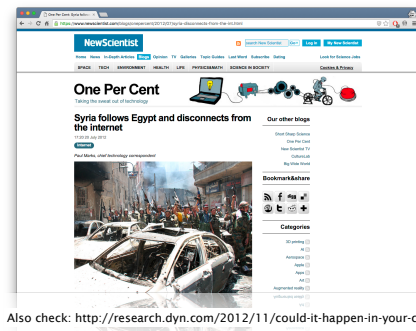 One Per Cent: Syria follow
https://www.newscientist.com/blogs/onepercent/2012/07/syria-disconnects-from-the-int.html
NewScientist
search New Scientist
Go»
Log in
My New Scientist
Home News In-Depth Articles Blogs Opinion TV Galleries Topic Guides Last Word Subscribe Dating
Look for Science Jobs
SPACE TECH ENVIRONMENT HEALTH LIFE PHYSICS&MATH SCIENCE IN SOCIETY
Cookies & Privacy
One Per Cent
Taking the sweat out of technology
Syria follows Egypt and disconnects from
the internet
20 July 2012
Internet
Paul Marks, chief technology correspondent
Our other blogs
Short Sharp Science
One Per Cent
New Scientist TV
CultureLab
Big Wide World
Bookmark&share
Categories
3D printing
AI
Aerospace
Apple
Apps
Art
Augmented reality
Also check: http://research.dyn.com/2012/11/could-it-happen-in-your-c